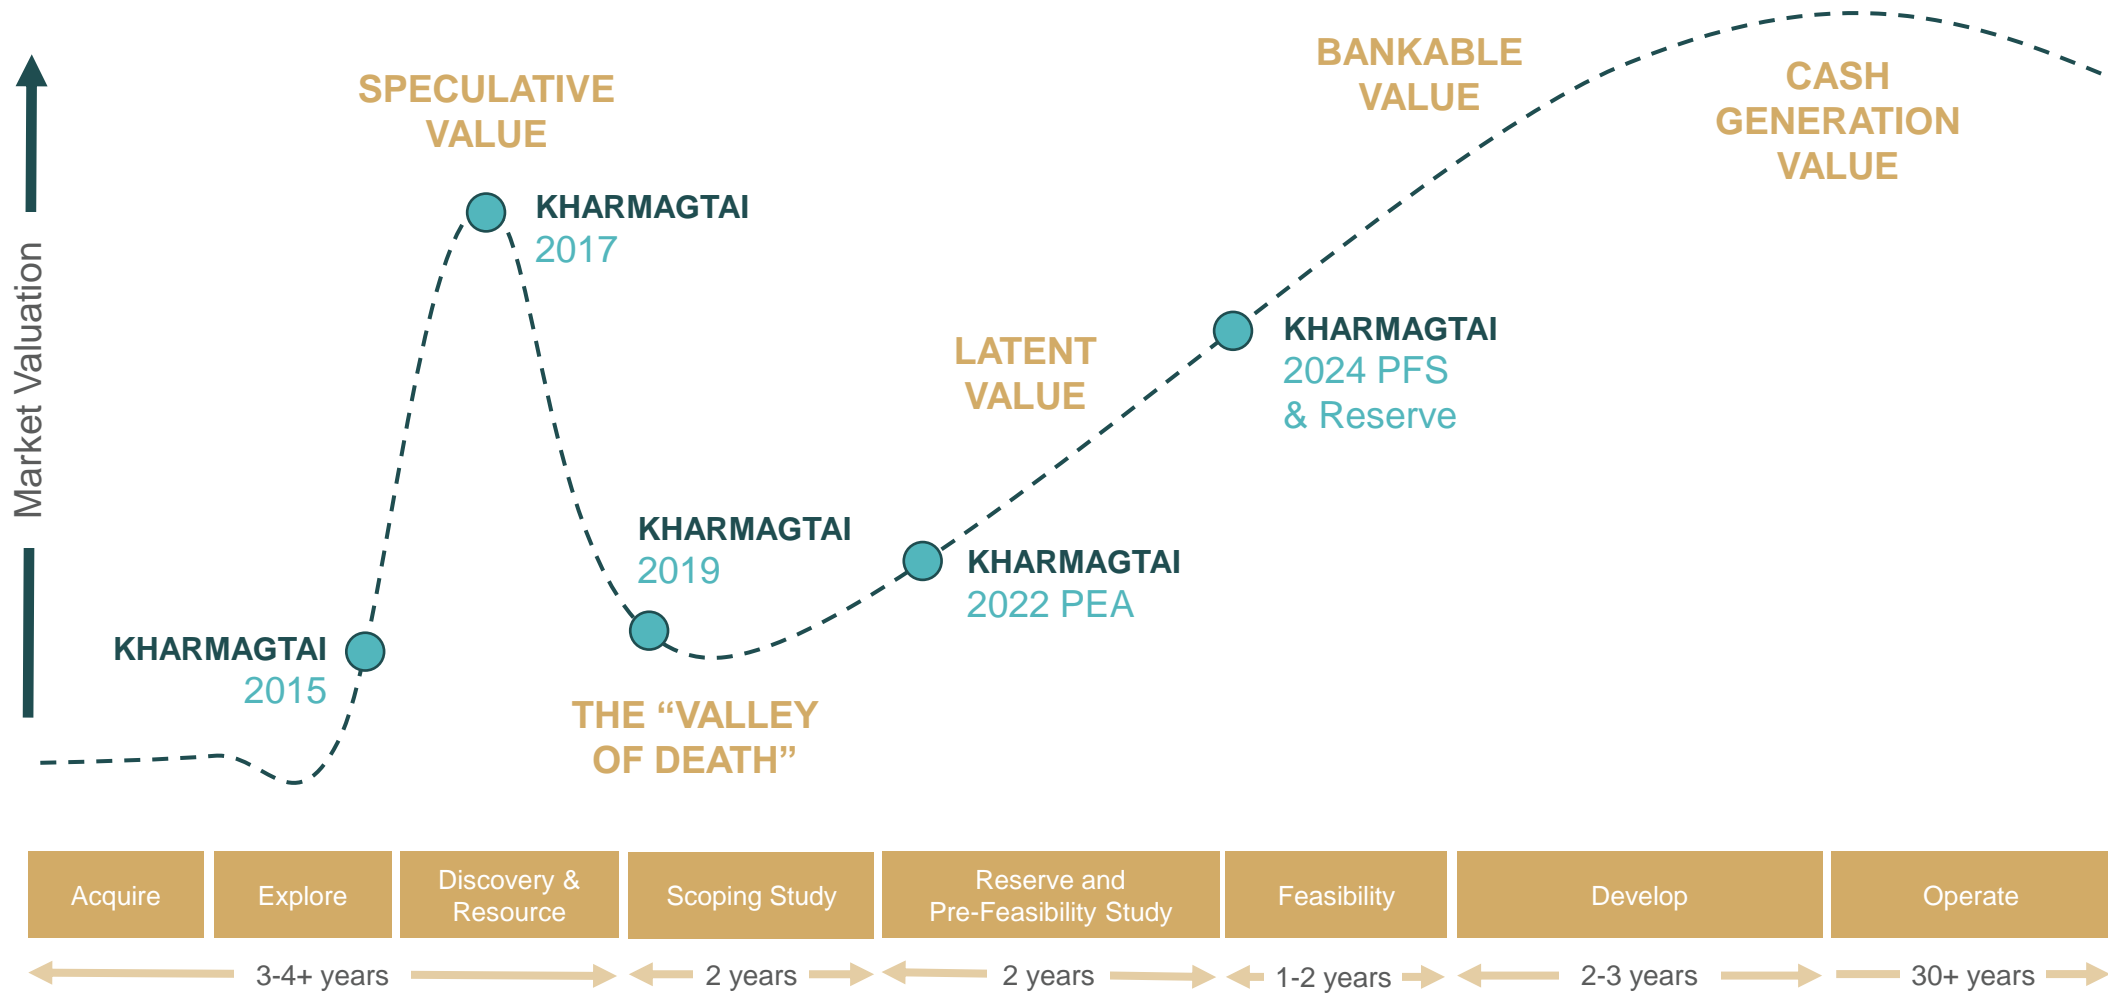 Market Valuation
SPECULATIVE
VALUE
BANKABLE
VALUE
CASH
GENERATION
VALUE
KHARMAGTAI
2017
LATENT
VALUE
KHARMAGTAI
2024 PFS
& Reserve
KHARMAGTAI
2019
KHARMAGTAI
2022 PEA
KHARMAGTAI
2015
THE “VALLEY
OF DEATH”
Acquire
Explore
Discovery &
Resource
Scoping Study
Reserve and
Pre-Feasibility Study
Feasibility
Develop
Operate
3-4+ years
2 years
2 years
1-2 years
2-3 years
30+ years